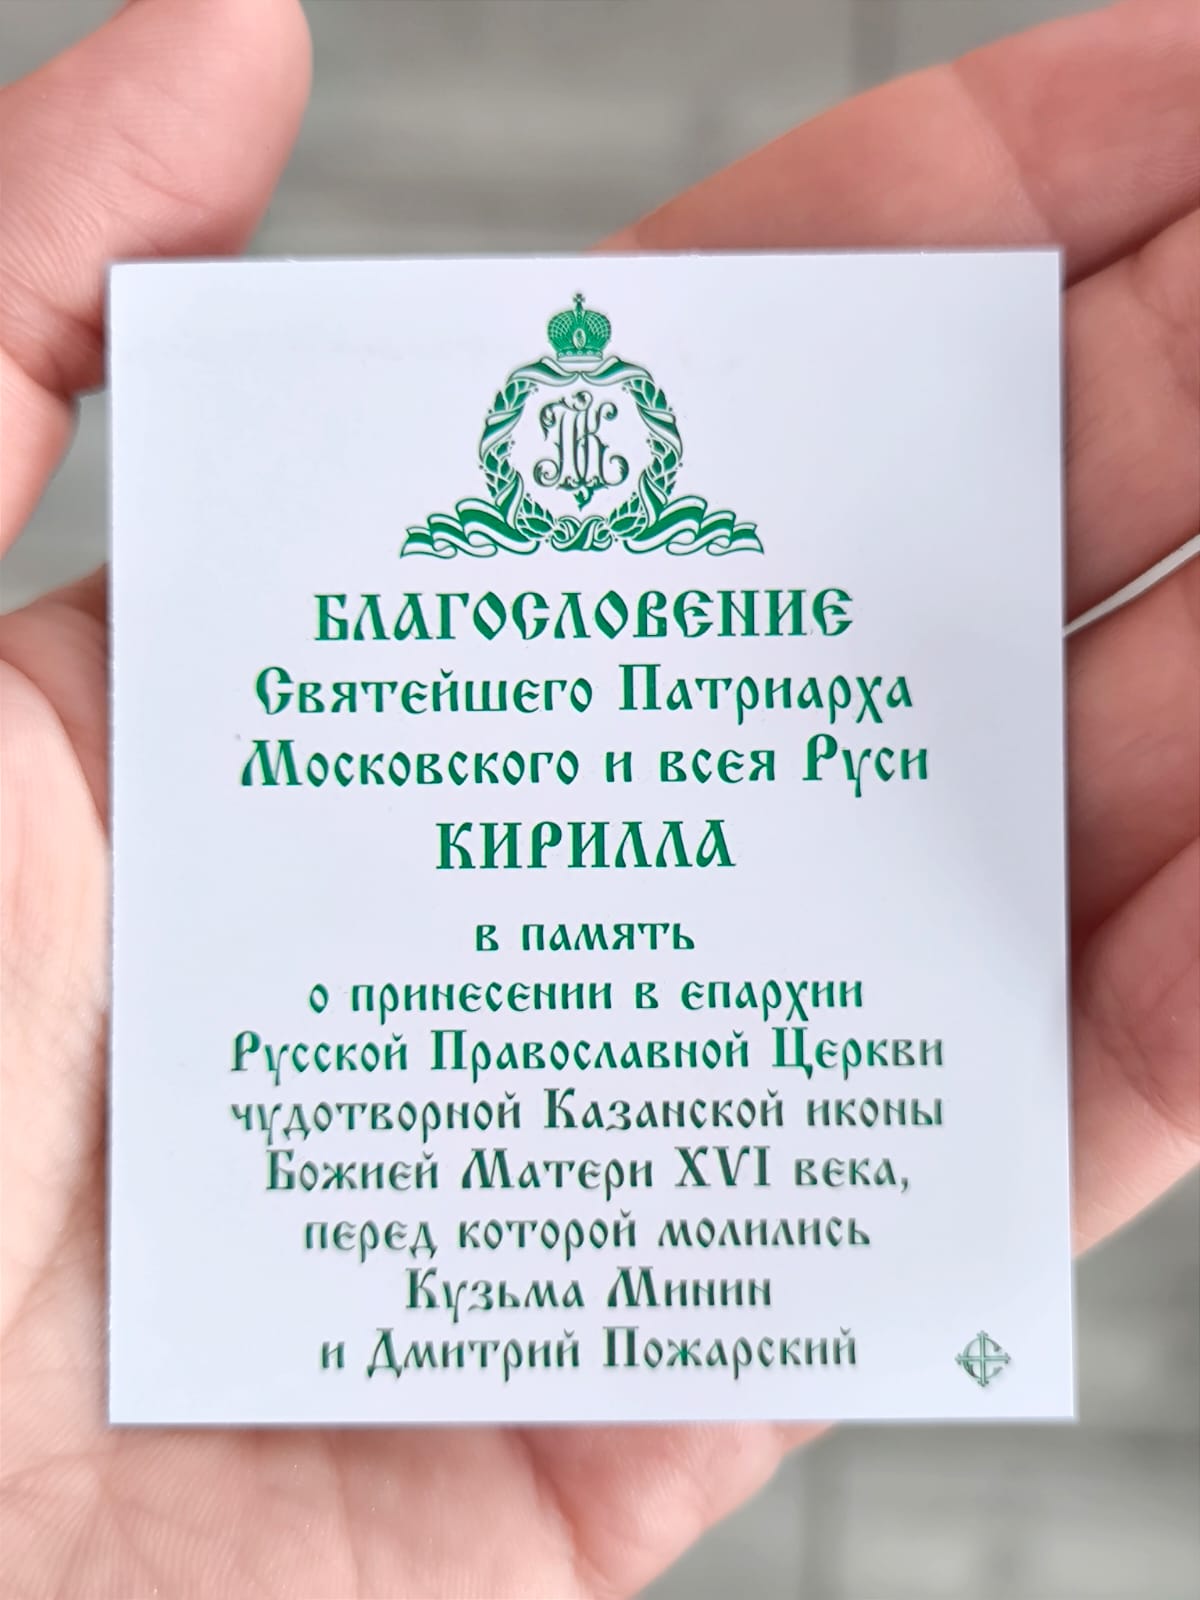 ПК
БЛАГОСЛОВЕНИЕ
Святейшего Патриарха
Московского и всея Руси
КИРИЛЛА
в память
о принесении в епархии
Русской Православной Церкви
чудотворной Казанской иконы
Божией Матери XVI века,
перед которой молились
Кузьма Минин
и Дмитрий Пожарский